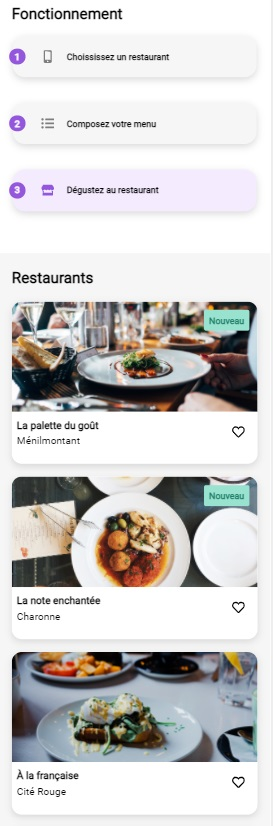 Fonctionnement
1 Choississez un restaurant
2 Composez votre menu
3 Dégustez au restaurant
Restaurants
Nouveau
La palette du goût
Ménilmontant
Nouveau
La note enchantée
Charonne
À la française
Cité Rouge